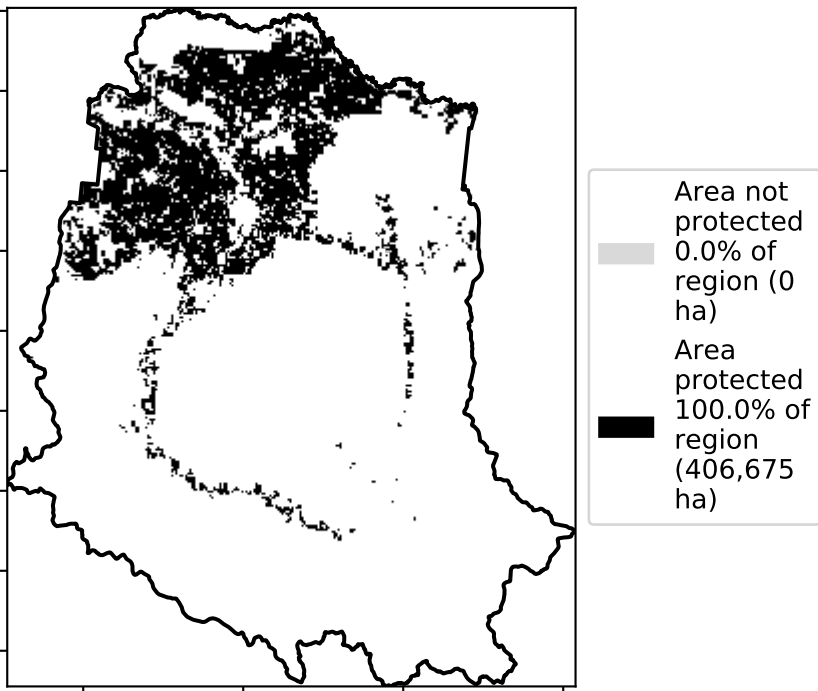 Area not
protected
0.0% of
region (0
ha)
Area
protected
100.0% of
region
(406,675
ha)